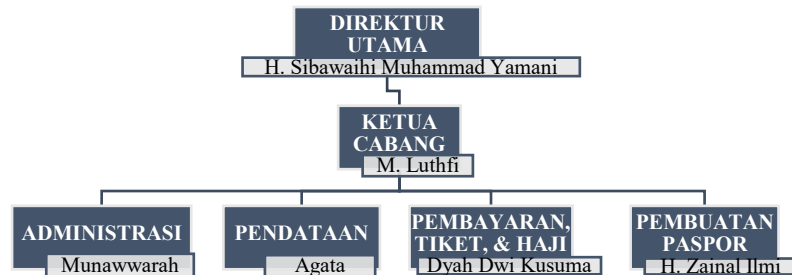 DIREKTUR
UTAMA
H. Sibawaihi Muhammad Yamani
KETUA
CABANG
M. Luthfi
ADMINISTRASI
Munawwarah
PENDATAAN
Agata
PEMBAYARAN,
TIKET, & HAJI
Dyah Dwi Kusuma
PEMBUATAN
PASPOR
H. Zainal Ilmi